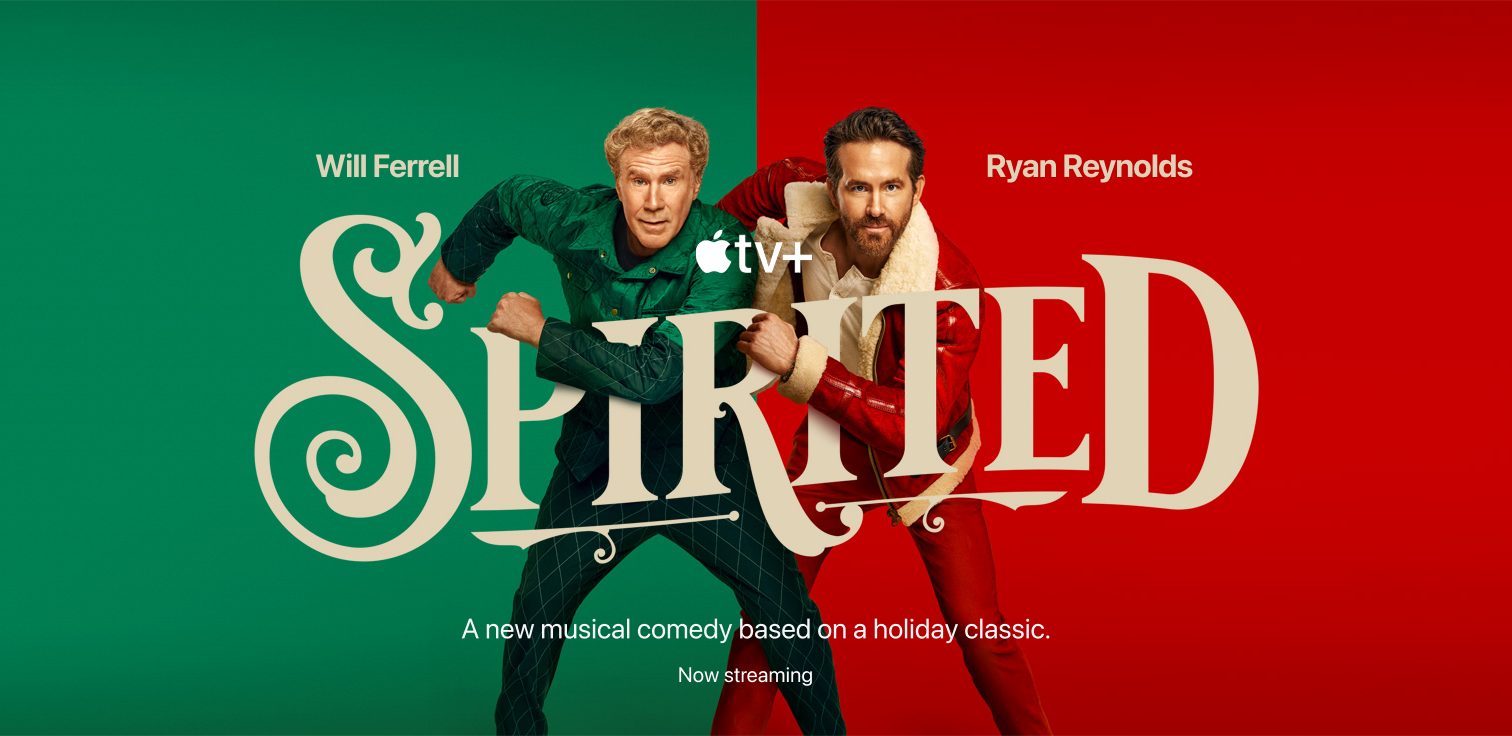 Will Ferrell
Ryan Reynolds
tv+
SPIRITED
A new musical comedy based on a holiday classic.
Now streaming